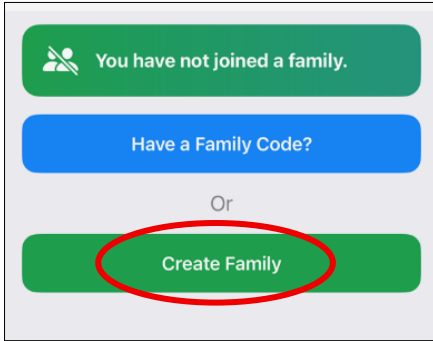 You have not joined a family.
Have a Family Code?
Or
Create Family